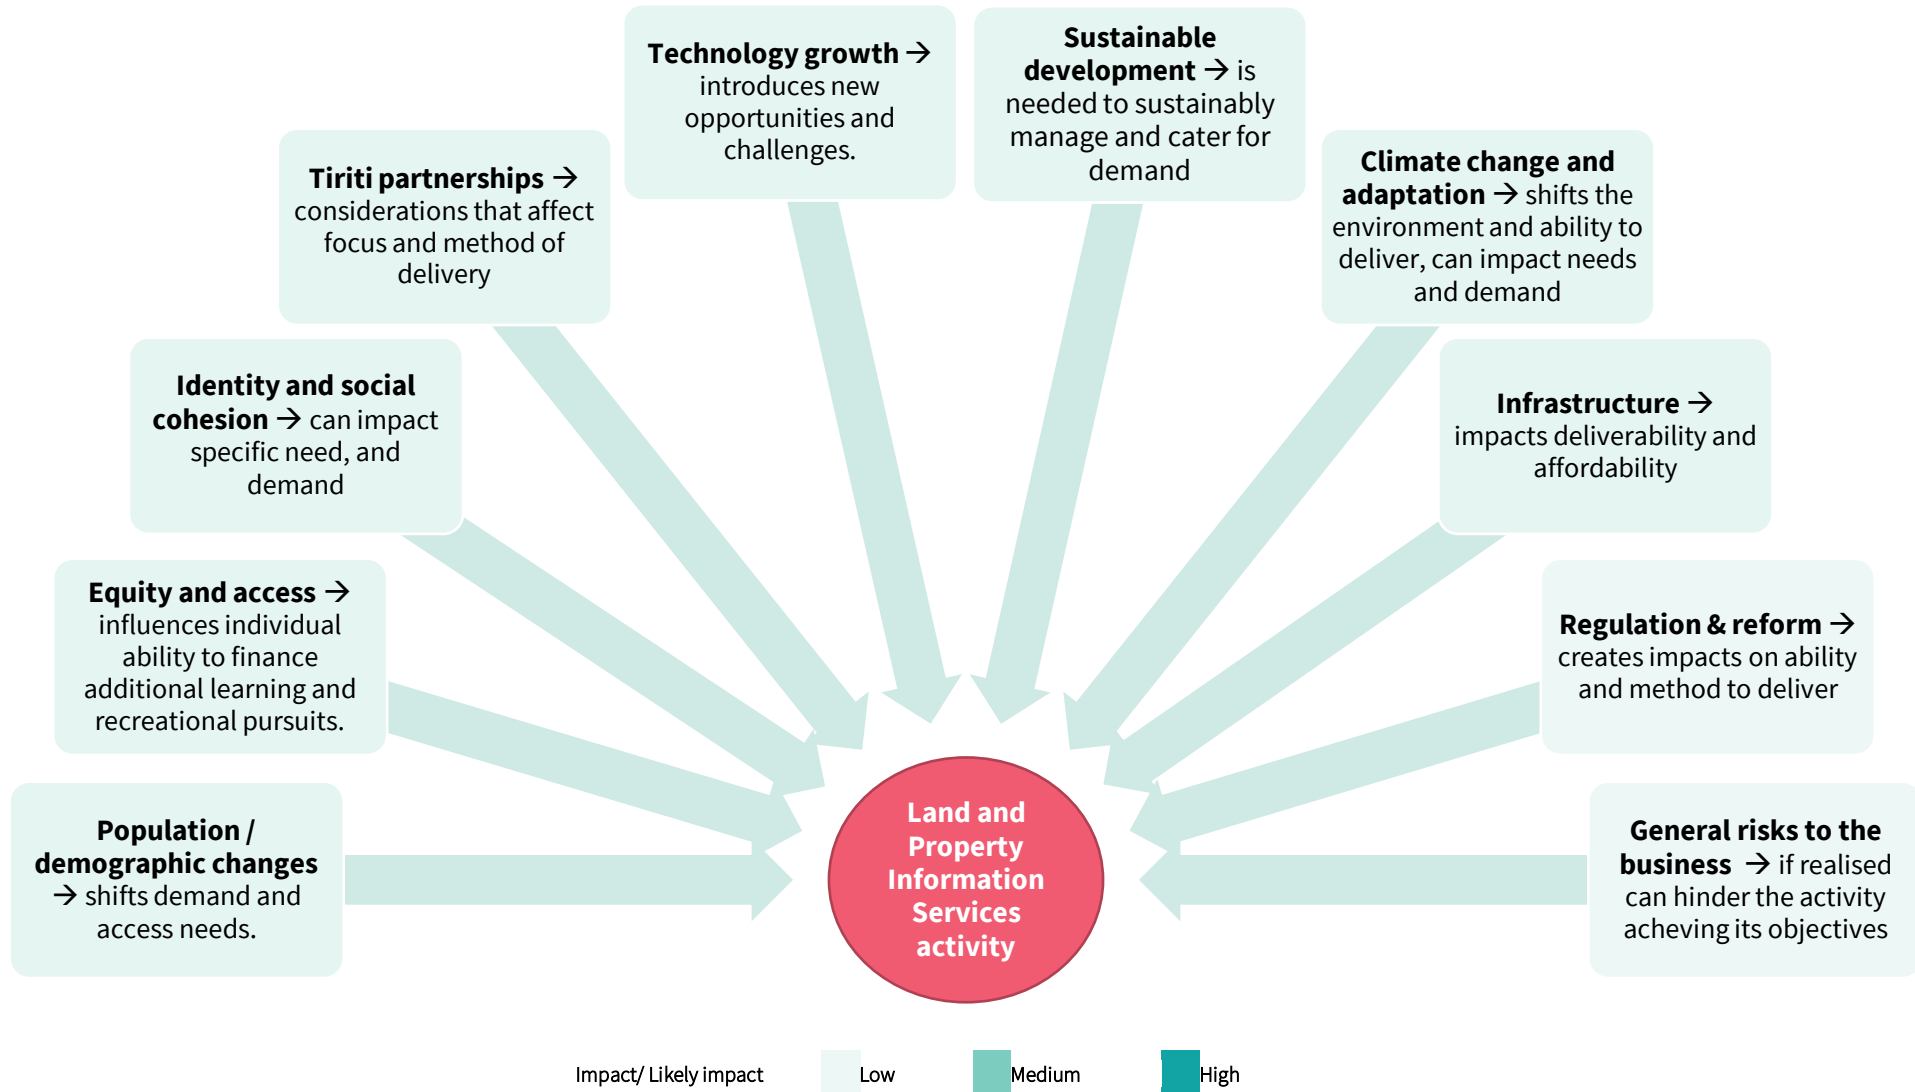 Technology growth →
introduces new
opportunities and
challenges.
Sustainable
development → is
needed to sustainably
manage and cater for
demand
Tiriti partnerships →
considerations that affect
focus and method of
delivery
Climate change and
adaptation → shifts the
environment and ability to
deliver, can impact needs
and demand
Identity and social
cohesion → can impact
specific need, and
demand
Infrastructure →
impacts deliverability and
affordability
Equity and access →
influences individual
ability to finance
additional learning and
recreational pursuits.
Regulation & reform →
creates impacts on ability
and method to deliver
Population /
demographic changes
→ shifts demand and
access needs.
Land and
Property
Information
Services
activity
General risks to the
business → if realised
can hinder the activity
acheving its objectives
Impact/ Likely impact
Low
Medium
High